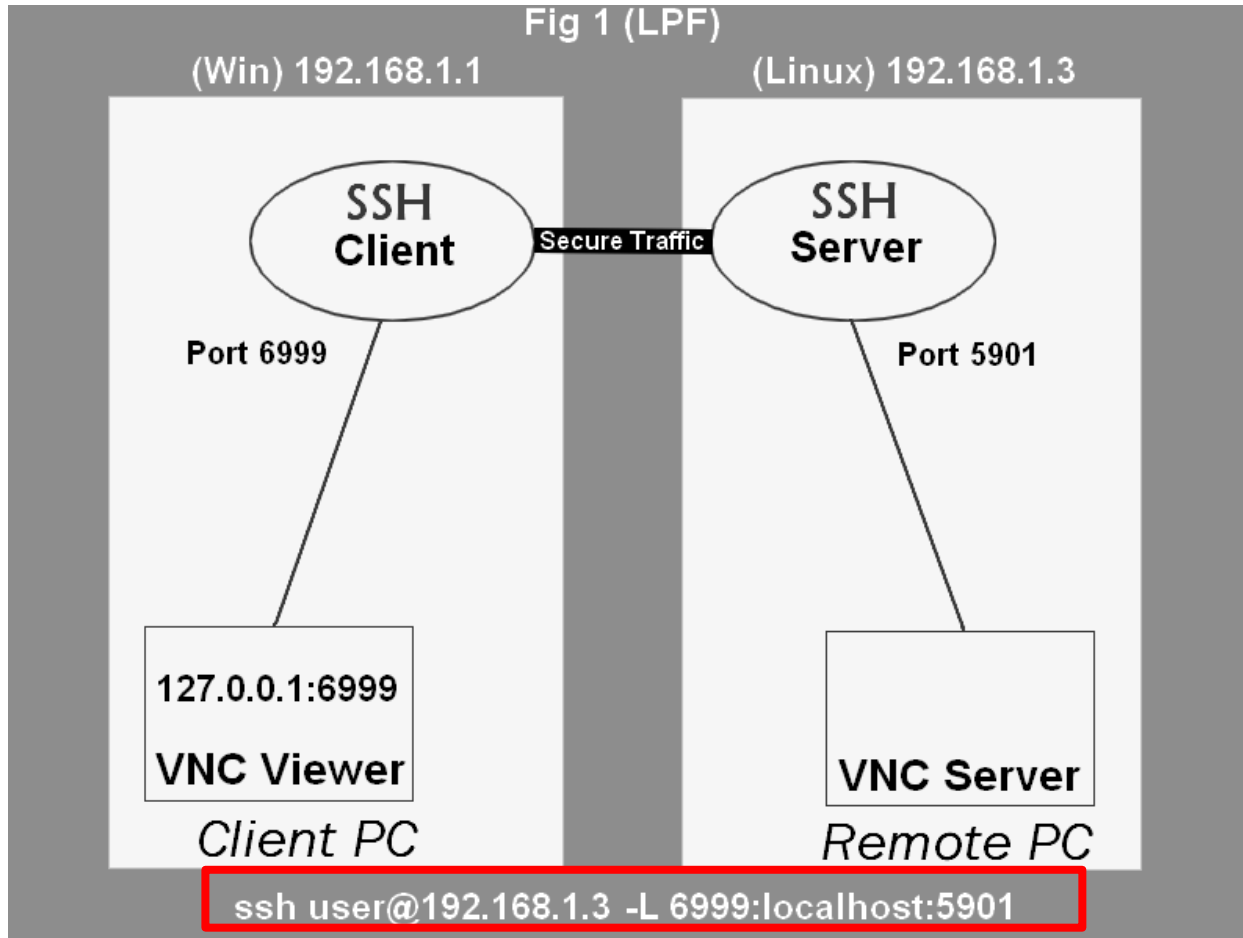 Fig 1 (LPF)
(Win) 192.168.1.1
(Linux) 192.168.1.3
SSH
Client
Secure Traffic
SSH
Server
Port 6999
Port 5901
127.0.0.1:6999
VNC Viewer
VNC Server
Client PC
Remote PC
ssh user@192.168.1.3 -L 6999:localhost:5901